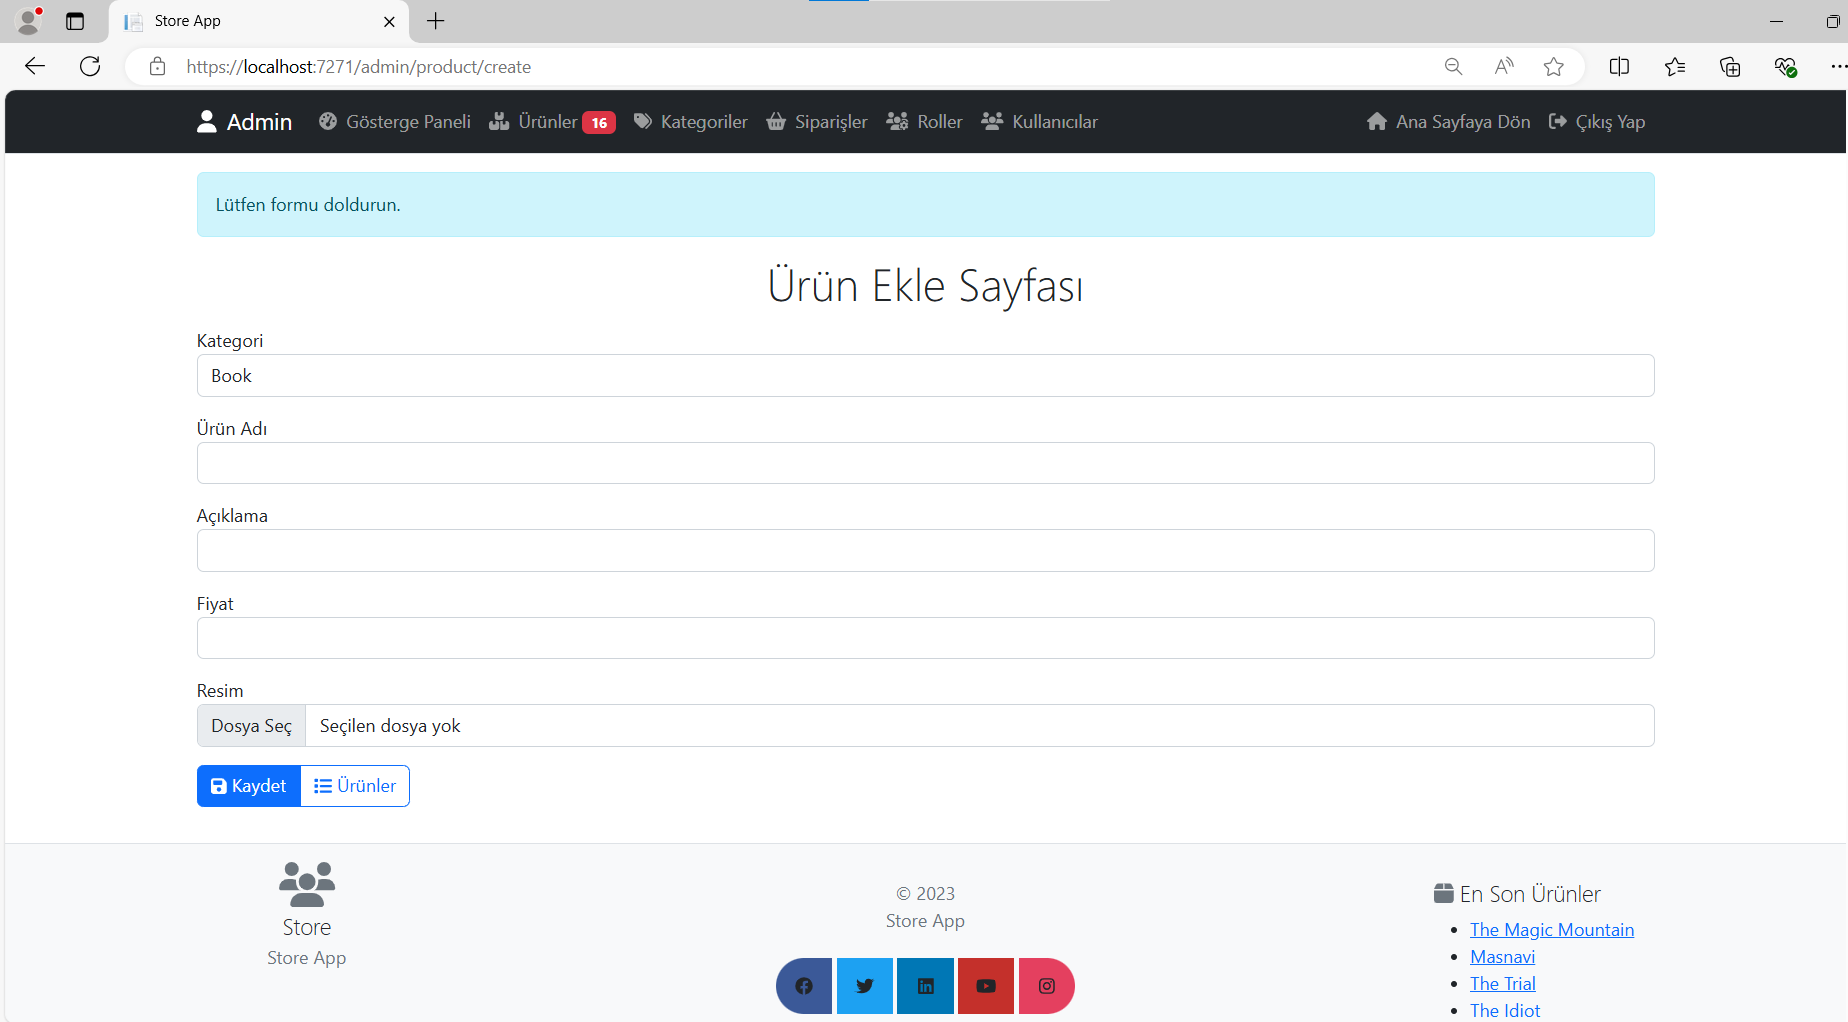 Store App
https://localhost:7271/admin/product/create
Admin Gösterge Paneli Ürünler 16 Kategoriler Siparişler Roller Kullanıcılar Ana Sayfaya Dön Çıkış Yap
Lütfen formu doldurun.
Ürün Ekle Sayfası
Kategori
Book
Ürün Adı
Açıklama
Fiyat
Resim
Dosya Seç Seçilen dosya yok
Kaydet Ürünler
Store
Store App
© 2023
Store App
En Son Ürünler
The Magic Mountain
Masnavi
The Trial
The Idiot